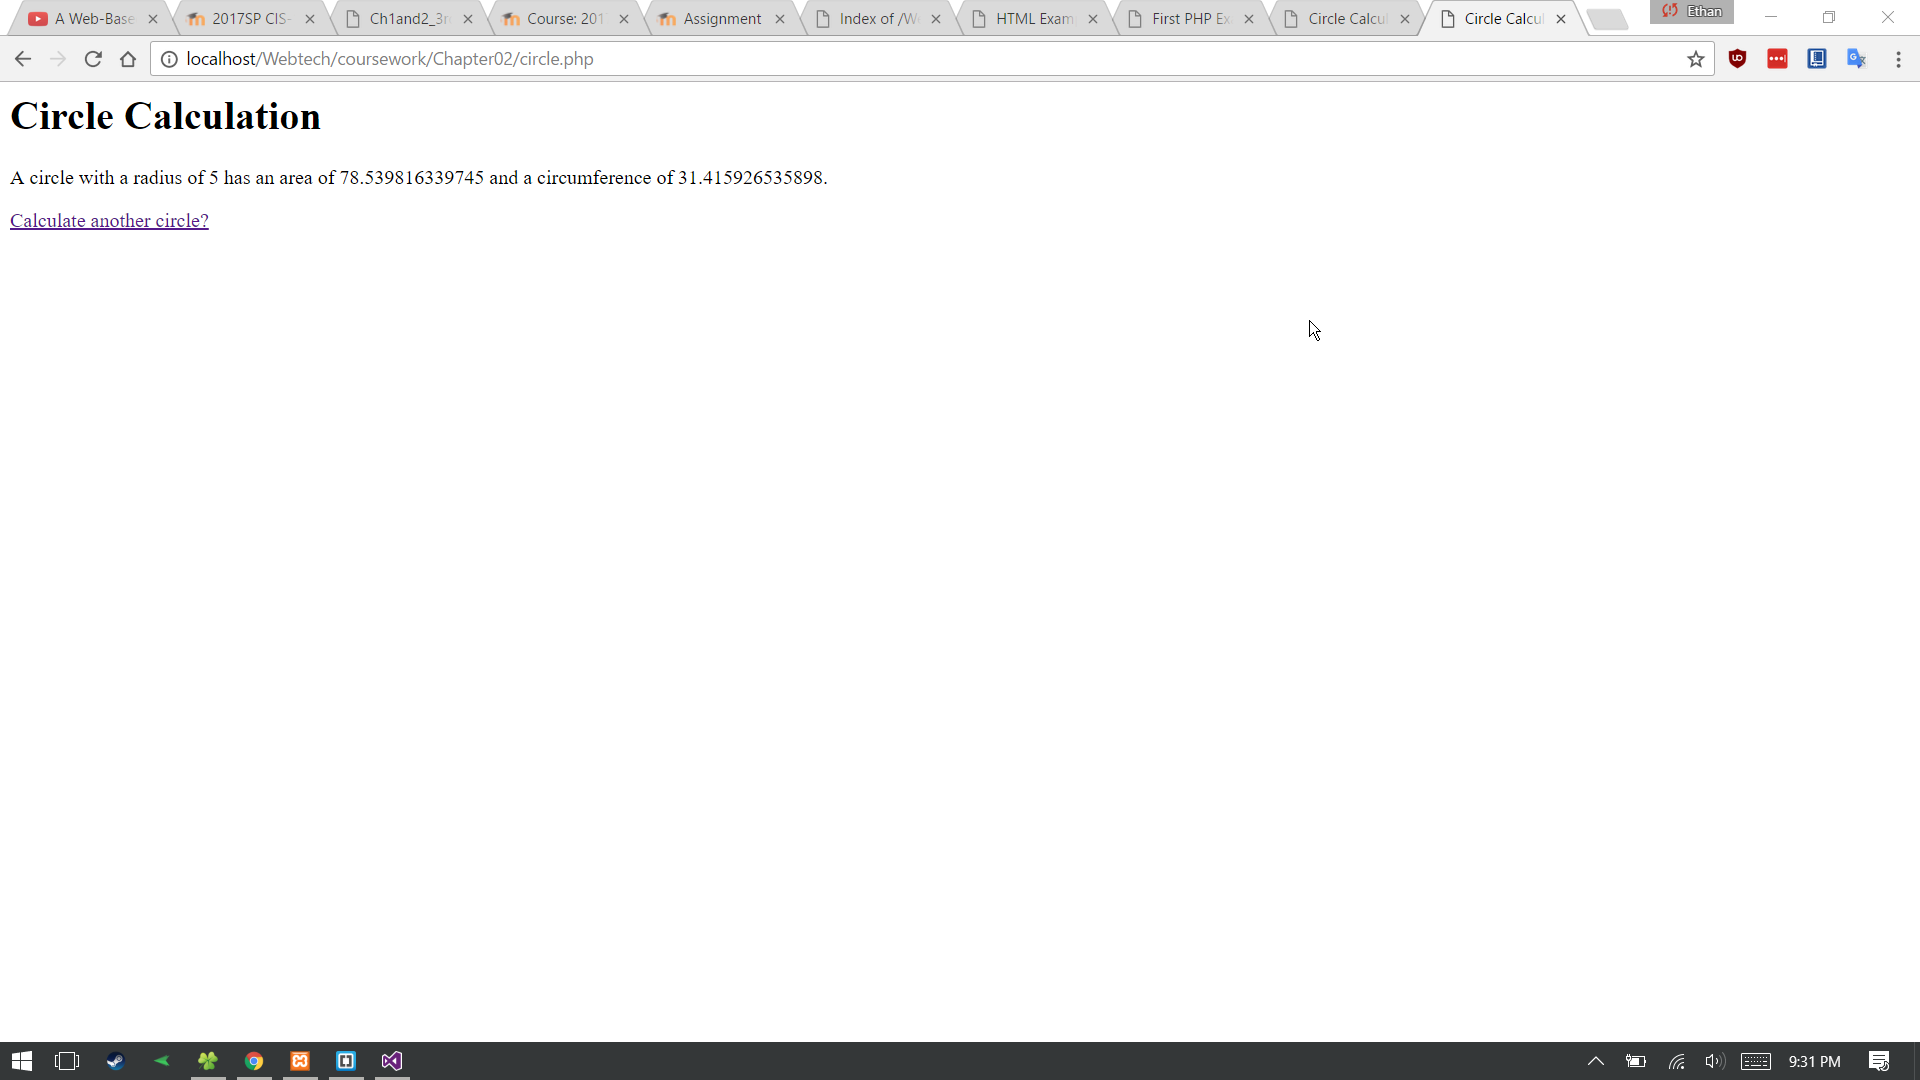 A Web-Base
2017SP CIS-
Ch1and2_3r
Course: 201
Assignment
Index of /We
HTML Exam
First PHP Ex
Circle Calcul
Circle Calcul
Ethan
localhost/Webtech/coursework/Chapter02/circle.php
Circle Calculation
A circle with a radius of 5 has an area of 78.539816339745 and a circumference of 31.415926535898.
Calculate another circle?
9:31 PM